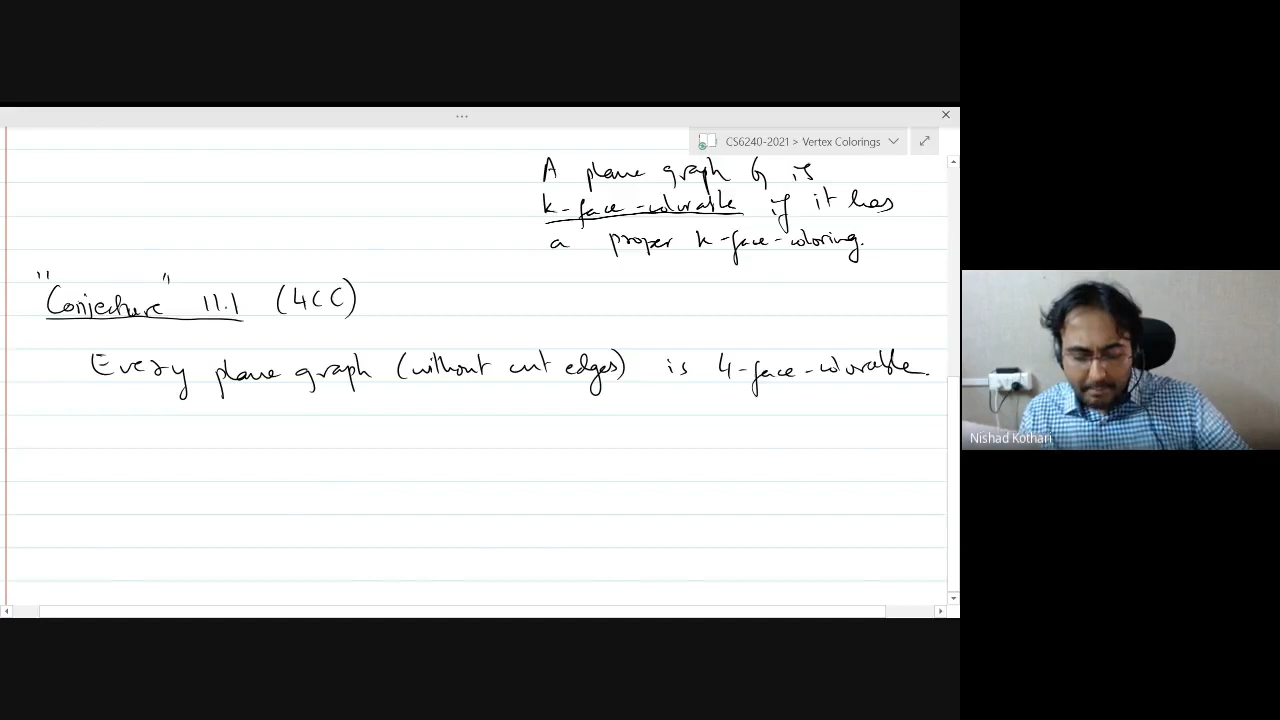 CS6240-2021 > Vertex Colorings
A plane graph G is
k-face-colorable if it has
a proper k-face-coloring.
"Conjecture" 11.1 (4CC)
Every plane graph (without cut edges) is 4-face-colorable.
Nishad Kothari